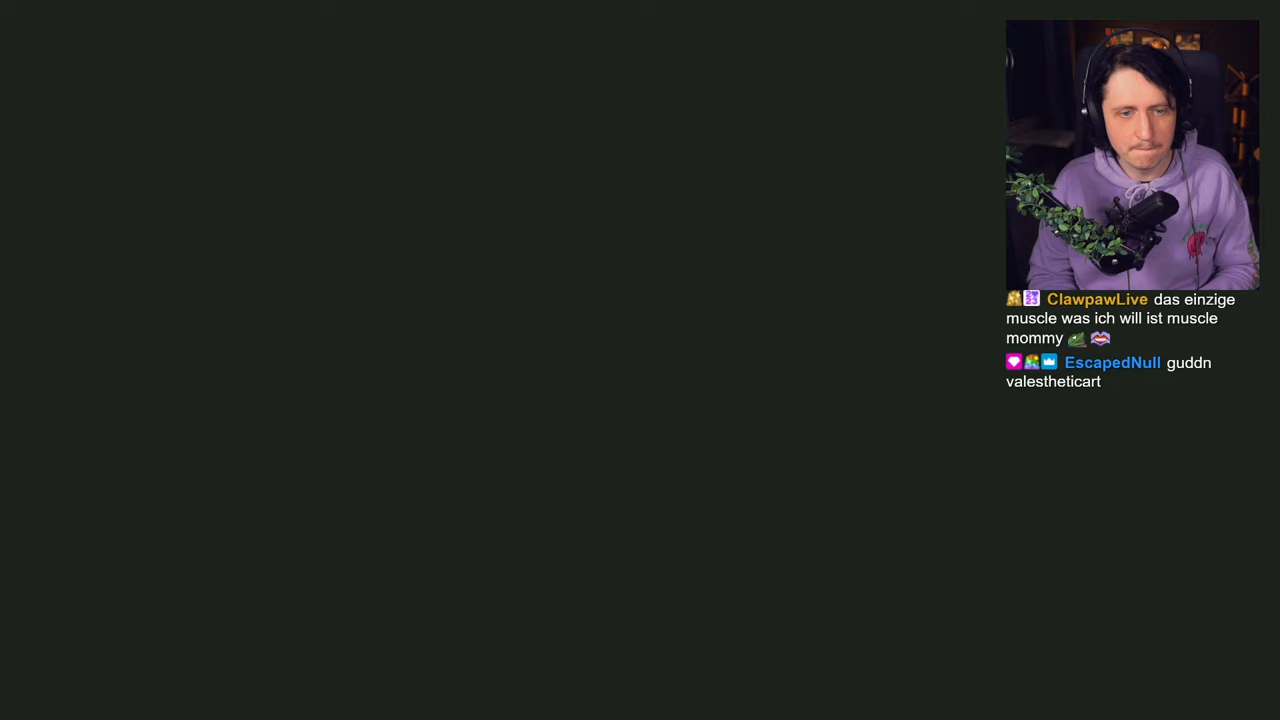 ClawpawLive das einzige
muscle was ich will ist muscle
mommy
EscapedNull guddn
valestheticart